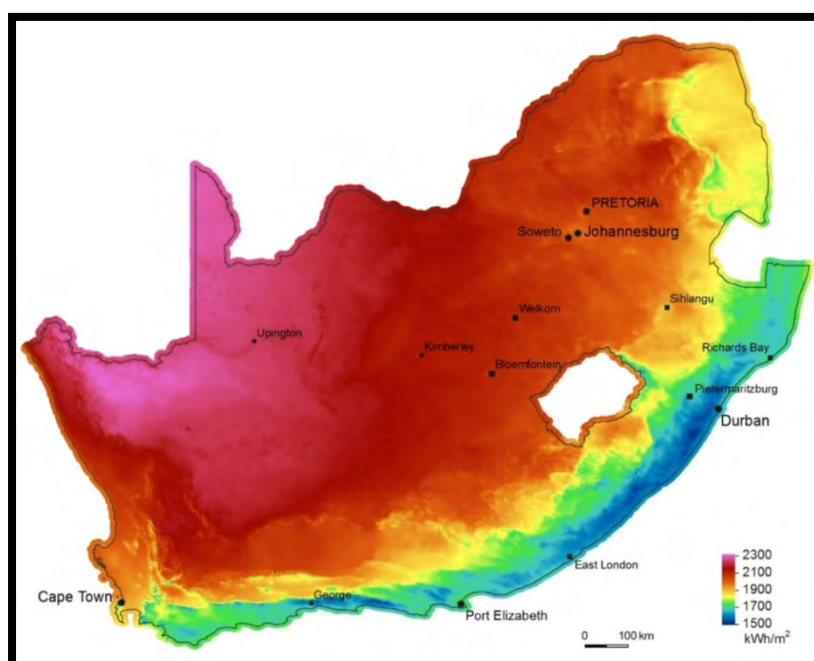 PRETORIA
Soweto
Johannesburg
Sihlangu
Welkom
Upington
Kimberley
Richards Bay
Bloemfontein
Pietermaritzburg
Durban
East London
Cape Town
George
Port Elizabeth
0
100 km
2300
2100
1900
1700
1500
kWh/m²